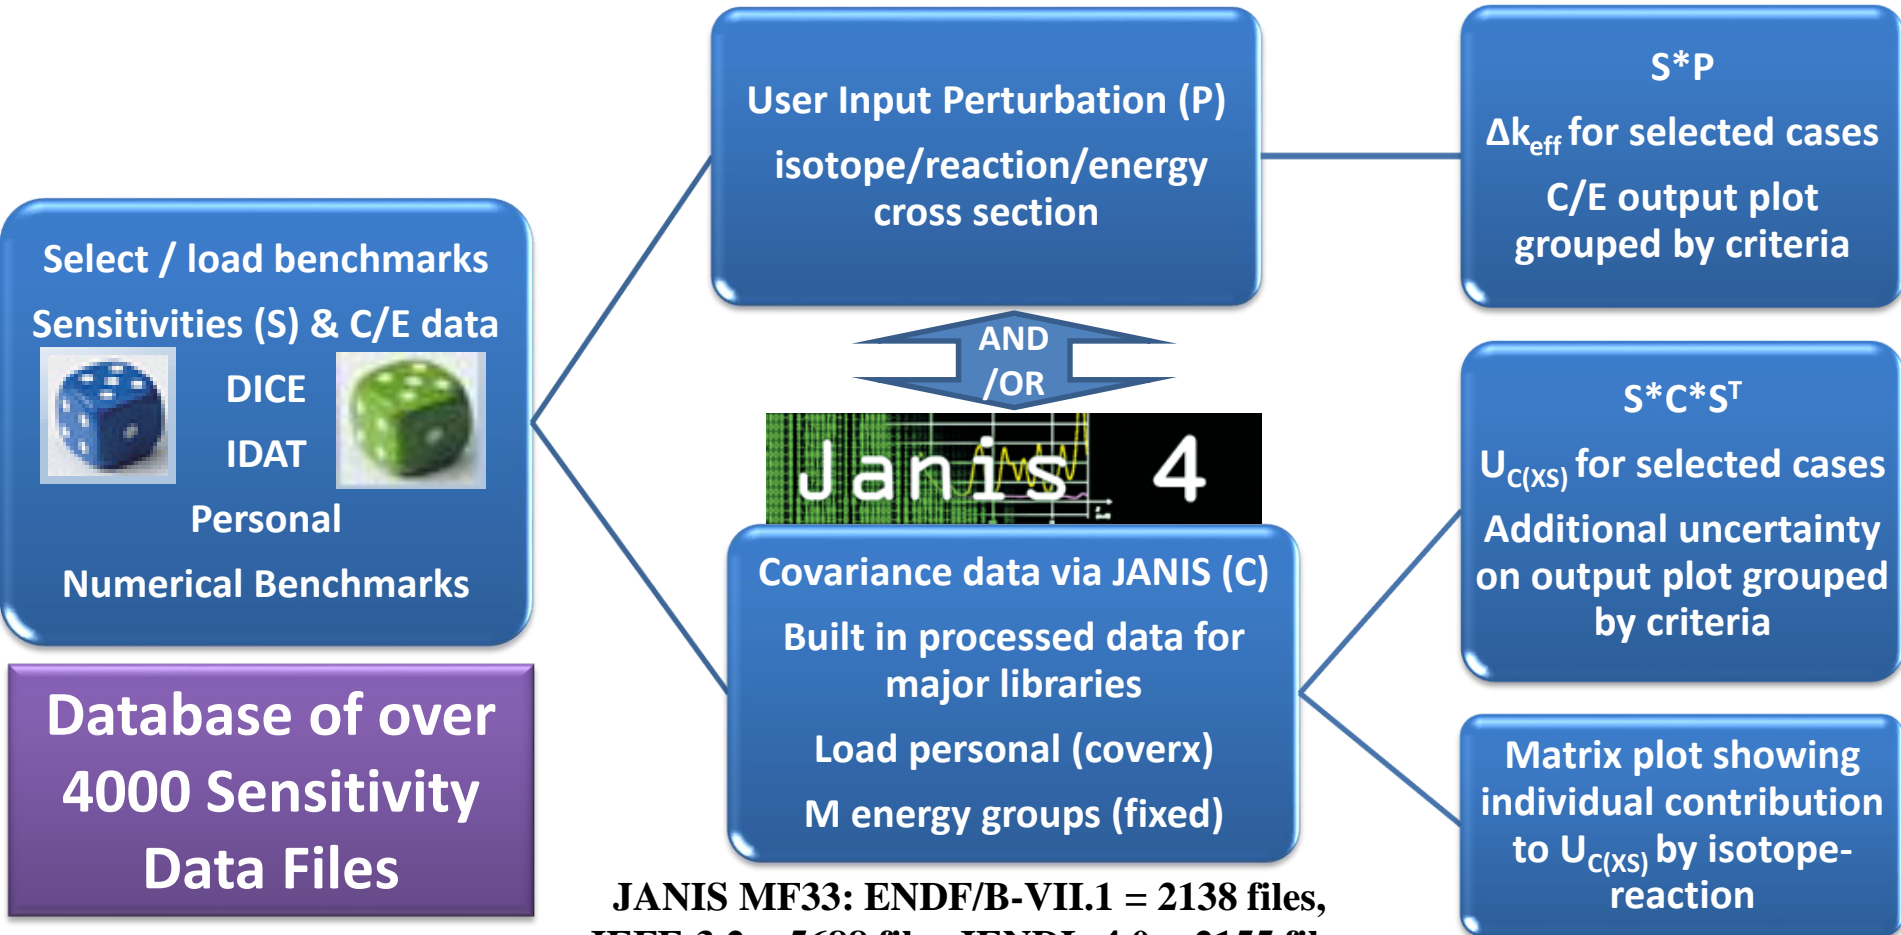 Select / load benchmarks
Sensitivities (S) & C/E data
DICE
IDAT
Personal
Numerical Benchmarks
Database of over
4000 Sensitivity
Data Files
User Input Perturbation (P)
isotope/reaction/energy
cross section
AND
/OR
Janis 4
Covariance data via JANIS (C)
Built in processed data for
major libraries
Load personal (coverx)
M energy groups (fixed)
JANIS MF33: ENDF/B-VII.1 = 2138 files,
S*P
Δk_eff for selected cases
C/E output plot
grouped by criteria
S*C*S^T
U_C(XS) for selected cases
Additional uncertainty
on output plot grouped
by criteria
Matrix plot showing
individual contribution
to U_C(XS) by isotope-
reaction